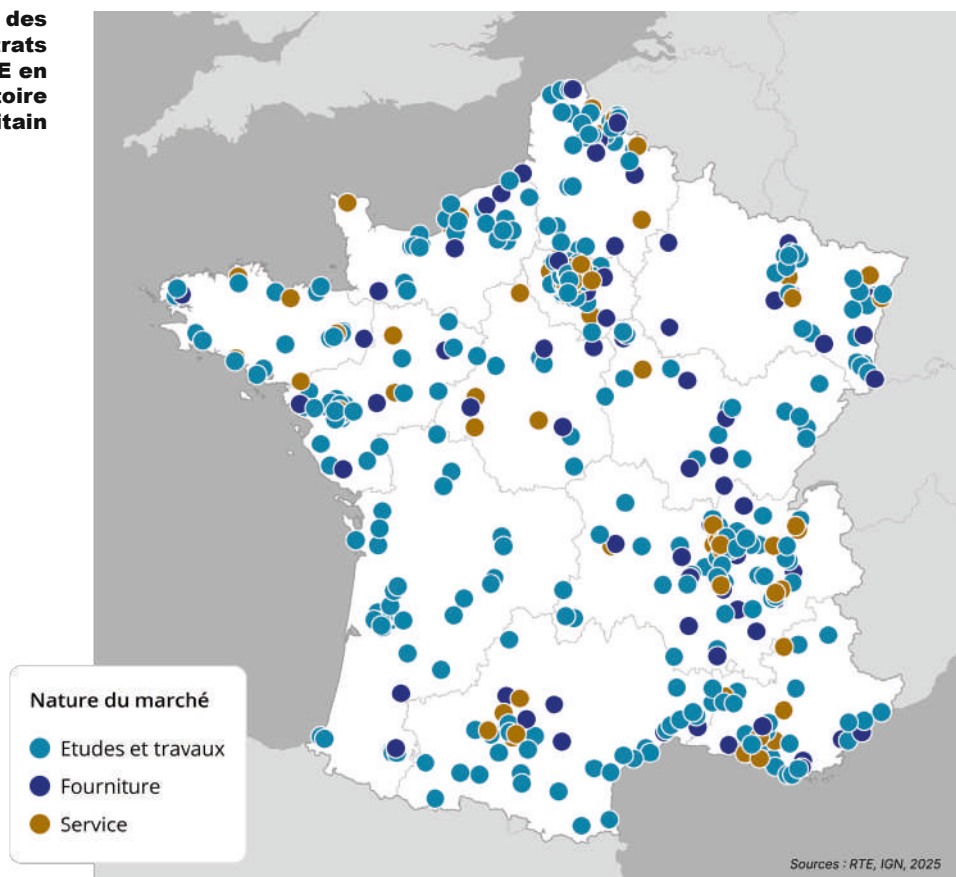 des
rats
E en
toire
itain
Nature du marché
Etudes et travaux
Fourniture
Service
Sources : RTE, IGN, 2025